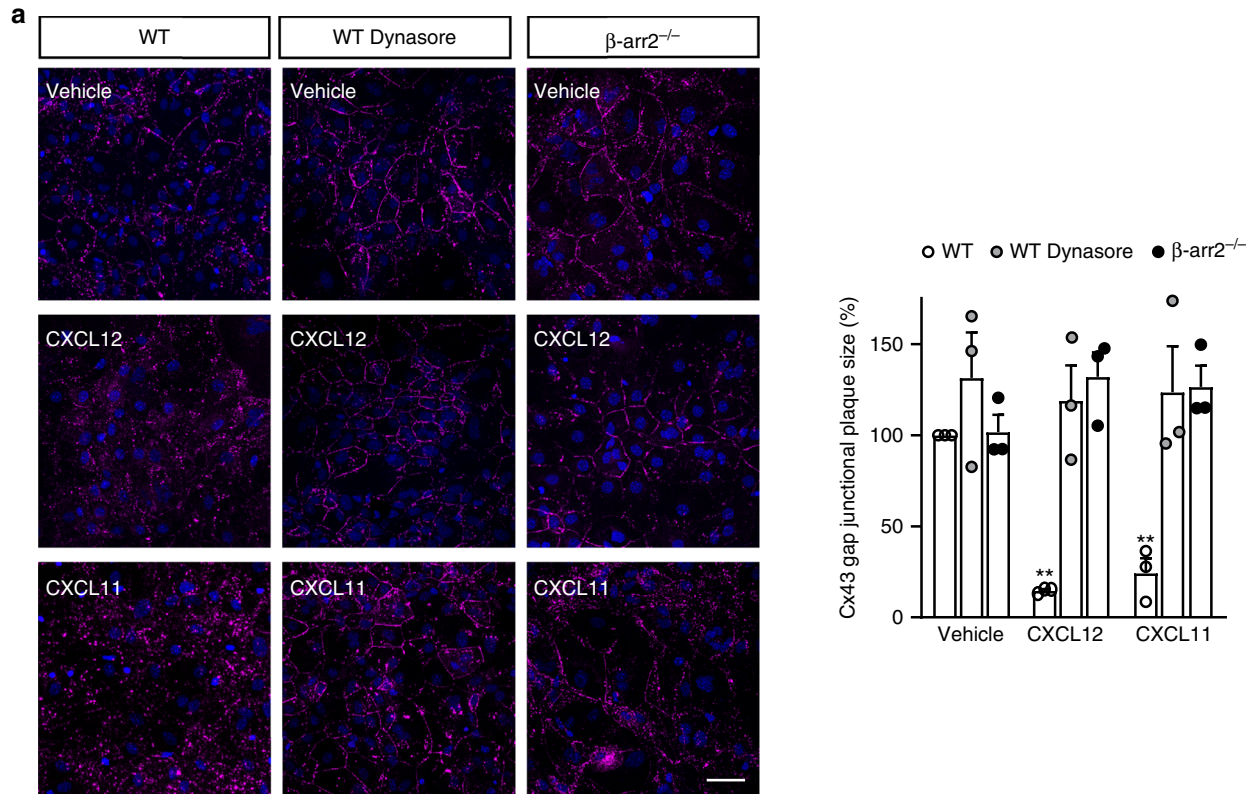 a
WT
WT Dynasore
β-arr2–/–
Vehicle
Vehicle
Vehicle
CXCL12
CXCL12
CXCL12
CXCL11
CXCL11
CXCL11
WT WT Dynasore β-arr2–/–
Cx43 gap junctional plaque size (%)
150
100
50
0
**
**
Vehicle CXCL12 CXCL11